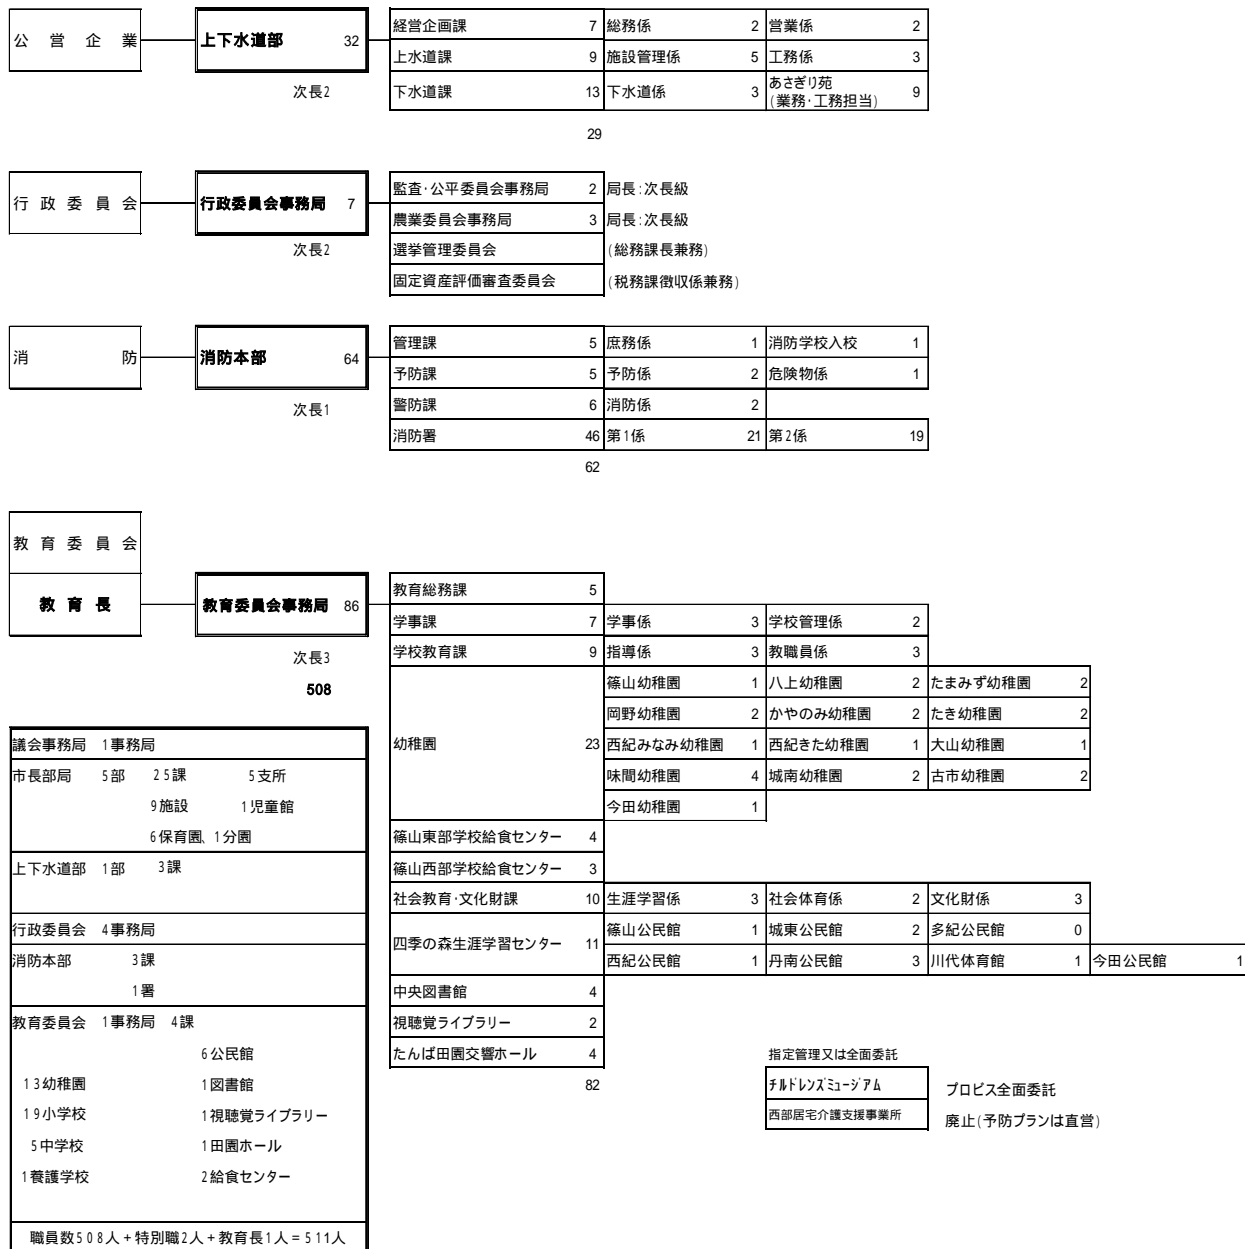 公営企業 上下水道部 32 経営企画課 7 総務係 2 営業係 2
上水道課 9 施設管理係 5 工務係 3
次長2 下水道課 13 下水道係 3 あさぎり苑 9
(業務・工務担当)
29
行政委員会 行政委員会事務局 7 監査・公平委員会事務局 2 局長:次長級
農業委員会事務局 3 局長:次長級
次長2 選挙管理委員会 (総務課長兼務)
固定資産評価審査委員会 (税務課徴収係兼務)
消防 消防本部 64 管理課 5 庶務係 1 消防学校入校 1
予防課 5 予防係 2 危険物係 1
次長1 警防課 6 消防係 2
消防署 46 第1係 21 第2係 19
62
教育委員会
教育長 教育委員会事務局 86 教育総務課 5
学事課 7 学事係 3 学校管理係 2
次長3 学校教育課 9 指導係 3 教職員係 3
508
幼稚園 23
篠山幼稚園 1 八上幼稚園 2 たまみず幼稚園 2
岡野幼稚園 2 かやのみ幼稚園 2 たき幼稚園 2
西紀みなみ幼稚園 1 西紀きた幼稚園 1 大山幼稚園 1
味間幼稚園 4 城南幼稚園 2 古市幼稚園 2
今田幼稚園 1
篠山東部学校給食センター 4
篠山西部学校給食センター 3
社会教育・文化財課 10 生涯学習係 3 社会体育係 2 文化財係 3
四季の森生涯学習センター 11
篠山公民館 1 城東公民館 2 多紀公民館 0
西紀公民館 1 丹南公民館 3 川代体育館 1 今田公民館 1
中央図書館 4
視聴覚ライブラリー 2
たんば田園交響ホール 4
82
指定管理又は全面委託
チルドレンズミュージアム プロビス全面委託
西部居宅介護支援事業所 廃止(予防プランは直営)
議会事務局 1事務局
市長部局 5部 25課 5支所
9施設 1児童館
6保育園、1分園
上下水道部 1部 3課
行政委員会 4事務局
消防本部 3課
1署
教育委員会 1事務局 4課
6公民館
13幼稚園 1図書館
19小学校 1視聴覚ライブラリー
5中学校 1田園ホール
1養護学校 2給食センター
職員数508人+特別職2人+教育長1人=511人